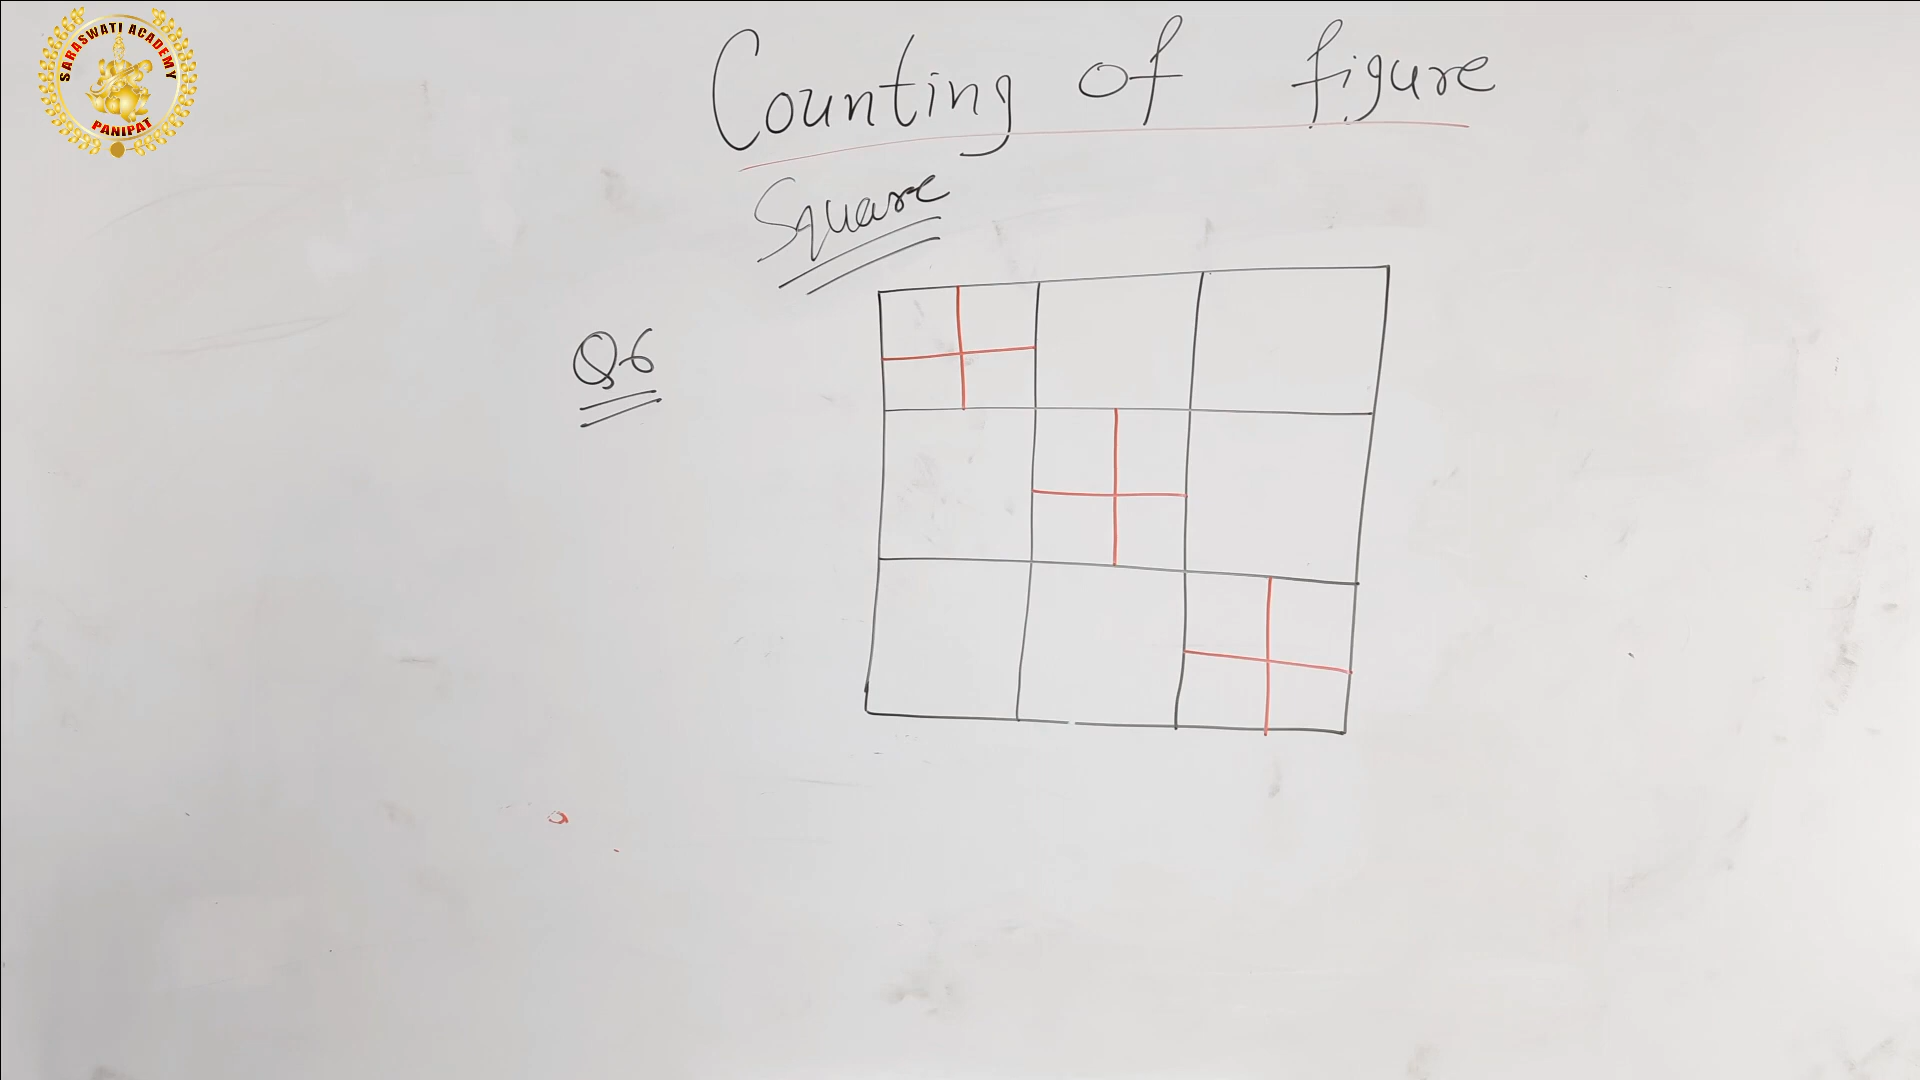 SARASWATI ACADEMY
PANIPAT
Counting of figure
Square
Q6